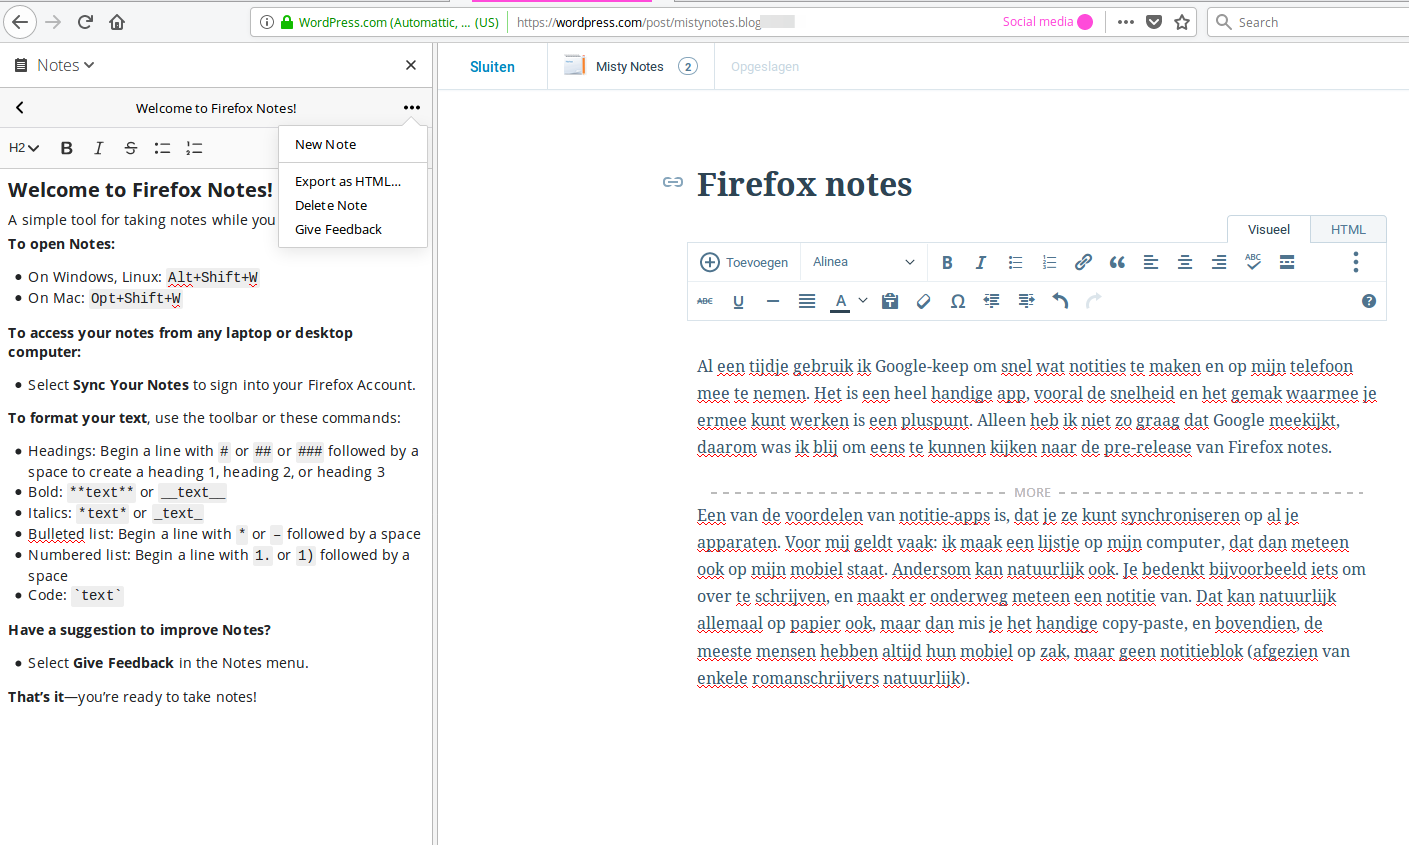 WordPress.com (Automattic, ... (US)
https://wordpress.com/post/mistynotes.blog
Social media
Search
Notes
Welcome to Firefox Notes!
H2
B
I
S
New Note
Export as HTML...
Delete Note
Give Feedback
Welcome to Firefox Notes!
A simple tool for taking notes while you
To open Notes:
On Windows, Linux: Alt+Shift+W
On Mac: Opt+Shift+W
To access your notes from any laptop or desktop
computer:
Select Sync Your Notes to sign into your Firefox Account.
To format your text, use the toolbar or these commands:
Headings: Begin a line with # or ## or ### followed by a
space to create a heading 1, heading 2, or heading 3
Bold: **text** or __text__
Italics: *text* or _text_
Bulleted list: Begin a line with * or – followed by a space
Numbered list: Begin a line with 1. or 1) followed by a
space
Code: `text`
Have a suggestion to improve Notes?
Select Give Feedback in the Notes menu.
That's it—you're ready to take notes!
Sluiten
Misty Notes 2
Opgeslagen
Firefox notes
Visueel
HTML
Toevoegen
Alinea
B
I
ABC
ABC
U
A
Ω
?
Al een tijdje gebruik ik Google-keep om snel wat notities te maken en op mijn telefoon
mee te nemen. Het is een heel handige app, vooral de snelheid en het gemak waarmee je
ermee kunt werken is een pluspunt. Alleen heb ik niet zo graag dat Google meekijkt,
daarom was ik blij om eens te kunnen kijken naar de pre-release van Firefox notes.
MORE
Een van de voordelen van notitie-apps is, dat je ze kunt synchroniseren op al je
apparaten. Voor mij geldt vaak: ik maak een lijstje op mijn computer, dat dan meteen
ook op mijn mobiel staat. Andersom kan natuurlijk ook. Je bedenkt bijvoorbeeld iets om
over te schrijven, en maakt er onderweg meteen een notitie van. Dat kan natuurlijk
allemaal op papier ook, maar dan mis je het handige copy-paste, en bovendien, de
meeste mensen hebben altijd hun mobiel op zak, maar geen notitieblok (afgezien van
enkele romanschrijvers natuurlijk).